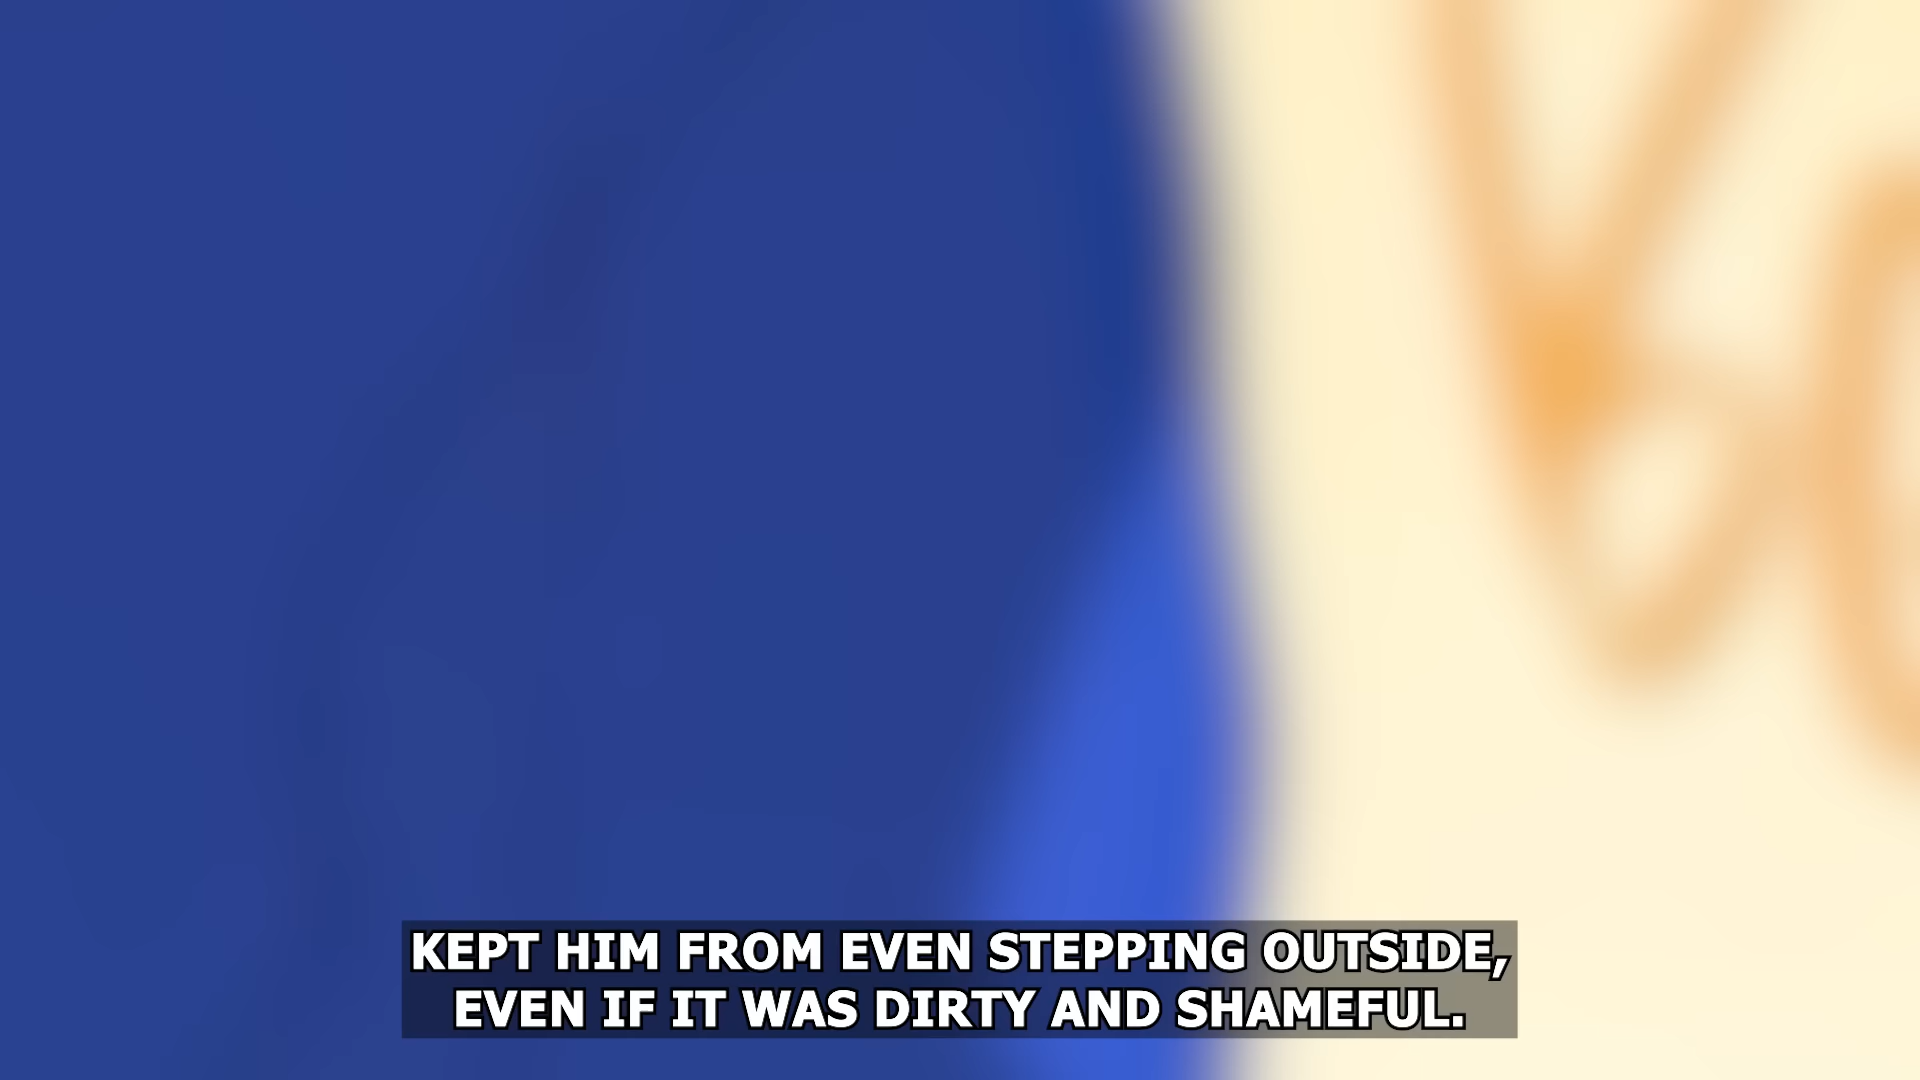 KEPT HIM FROM EVEN STEPPING OUTSIDE,
EVEN IF IT WAS DIRTY AND SHAMEFUL.